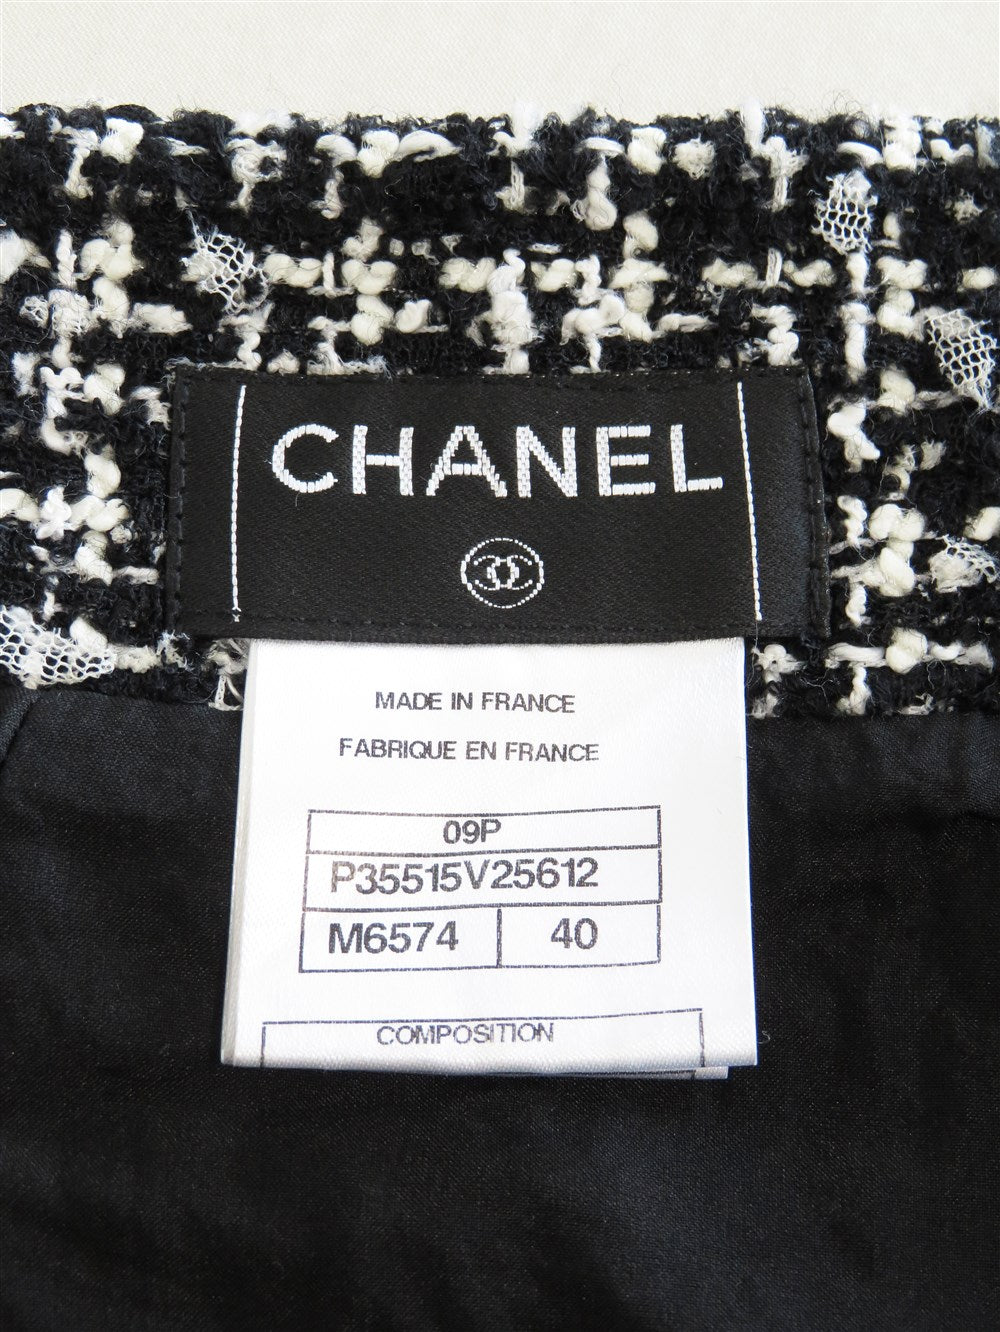 CHANEL
MADE IN FRANCE
FABRIQUE EN FRANCE
09P
P35515V25612
M6574 40
COMPOSITION